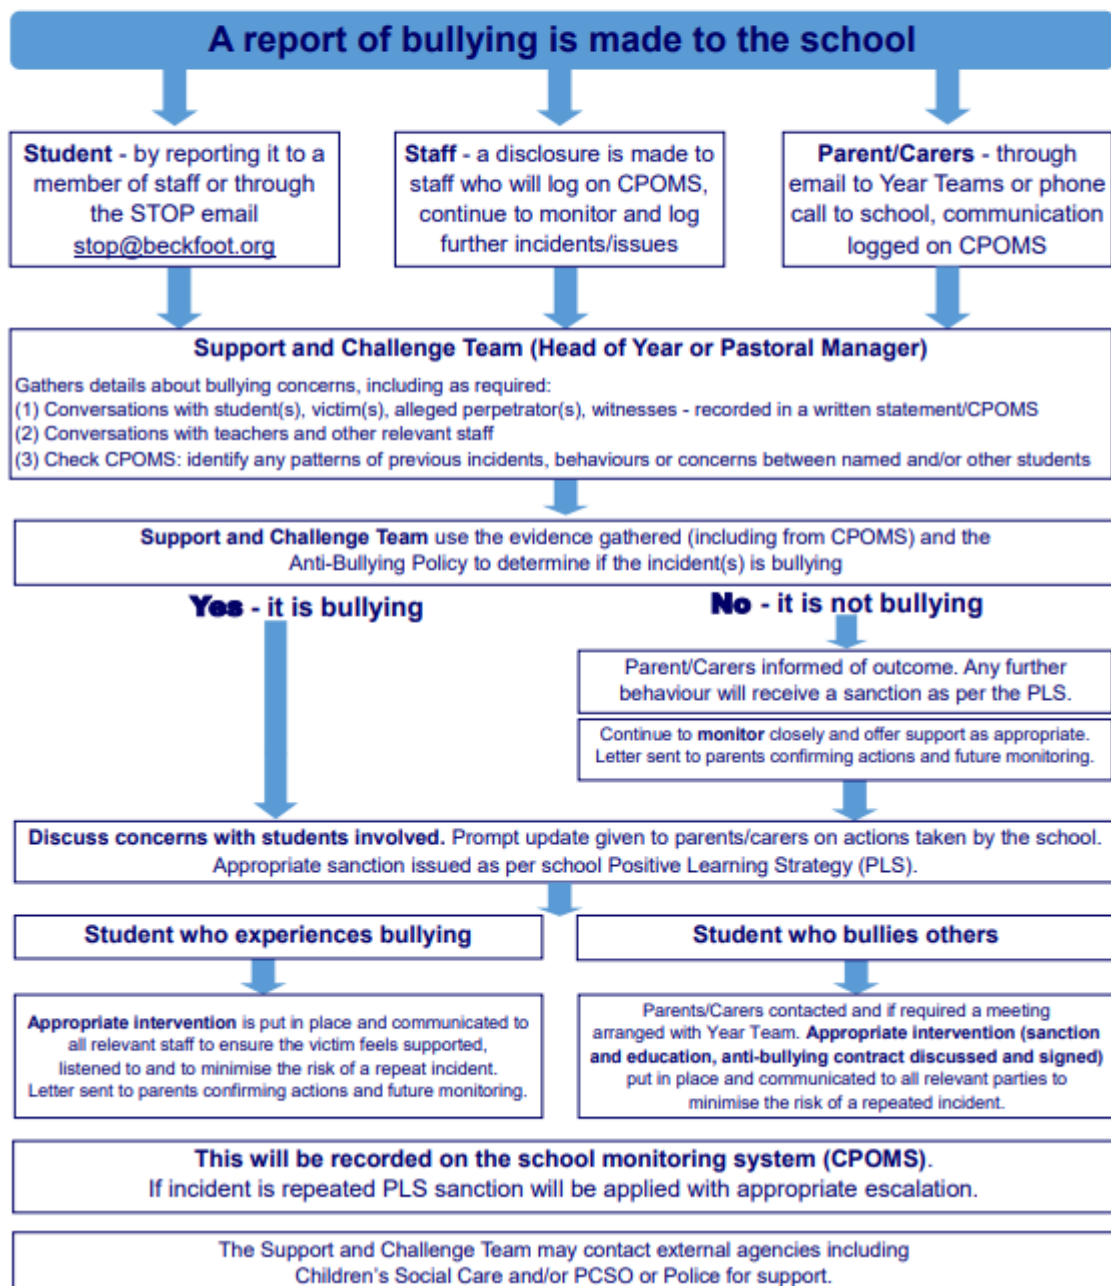 A report of bullying is made to the school
Student - by reporting it to a
member of staff or through
the STOP email
stop@beckfoot.org
Staff - a disclosure is made to
staff who will log on CPOMS,
continue to monitor and log
further incidents/issues
Parent/Carers - through
email to Year Teams or phone
call to school, communication
logged on CPOMS
Support and Challenge Team (Head of Year or Pastoral Manager)
Gathers details about bullying concerns, including as required:
(1) Conversations with student(s), victim(s), alleged perpetrator(s), witnesses - recorded in a written statement/CPOMS
(2) Conversations with teachers and other relevant staff
(3) Check CPOMS: identify any patterns of previous incidents, behaviours or concerns between named and/or other students
Support and Challenge Team use the evidence gathered (including from CPOMS) and the
Anti-Bullying Policy to determine if the incident(s) is bullying
Yes - it is bullying
No - it is not bullying
Parent/Carers informed of outcome. Any further
behaviour will receive a sanction as per the PLS.
Continue to monitor closely and offer support as appropriate.
Letter sent to parents confirming actions and future monitoring.
Discuss concerns with students involved. Prompt update given to parents/carers on actions taken by the school.
Appropriate sanction issued as per school Positive Learning Strategy (PLS).
Student who experiences bullying
Student who bullies others
Appropriate intervention is put in place and communicated to
all relevant staff to ensure the victim feels supported,
listened to and to minimise the risk of a repeat incident.
Letter sent to parents confirming actions and future monitoring.
Parents/Carers contacted and if required a meeting
arranged with Year Team. Appropriate intervention (sanction
and education, anti-bullying contract discussed and signed)
put in place and communicated to all relevant parties to
minimise the risk of a repeated incident.
This will be recorded on the school monitoring system (CPOMS).
If incident is repeated PLS sanction will be applied with appropriate escalation.
The Support and Challenge Team may contact external agencies including
Children's Social Care and/or PCSO or Police for support.